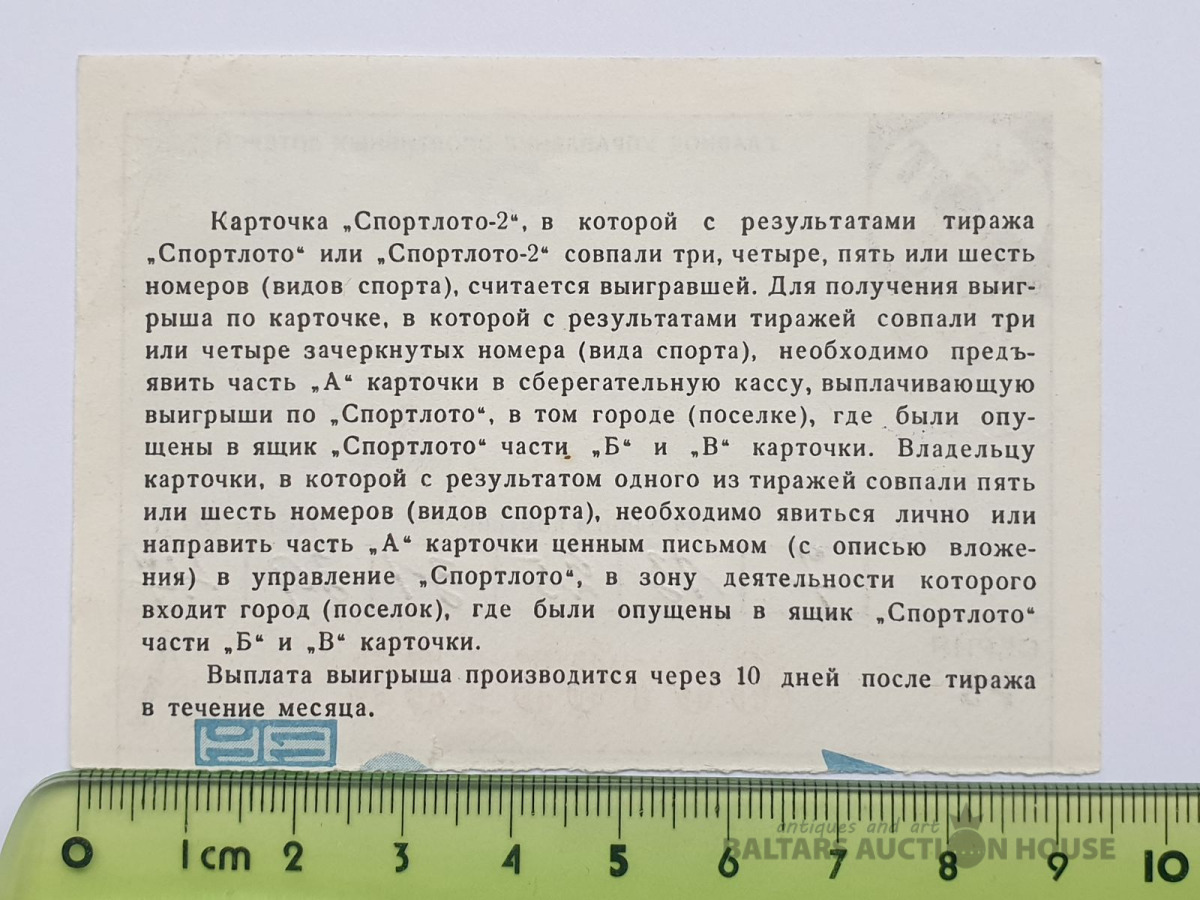 Карточка „Спортлото-2“, в которой с результатами тиража
„Спортлото“ или „Спортлото-2“ совпали три, четыре, пять или шесть
номеров (видов спорта), считается выигравшей. Для получения выиг-
рыша по карточке, в которой с результатами тиражей совпали три
или четыре зачеркнутых номера (вида спорта), необходимо предъ-
явить часть „А“ карточки в сберегательную кассу, выплачивающую
выигрыши по „Спортлото“, в том городе (поселке), где были опу-
щены в ящик „Спортлото“ части „Б“ и „В“ карточки. Владельцу
карточки, в которой с результатом одного из тиражей совпали пять
или шесть номеров (видов спорта), необходимо явиться лично или
направить часть „А“ карточки ценным письмом (с описью вложе-
ния) в управление „Спортлото“, в зону деятельности которого
входит город (поселок), где были опущены в ящик „Спортлото“
части „Б“ и „В“ карточки.
Выплата выигрыша производится через 10 дней после тиража
в течение месяца.
antiques and art
BALTARS AUCTION HOUSE
0 1 cm 2 3 4 5 6 7 8 9 10